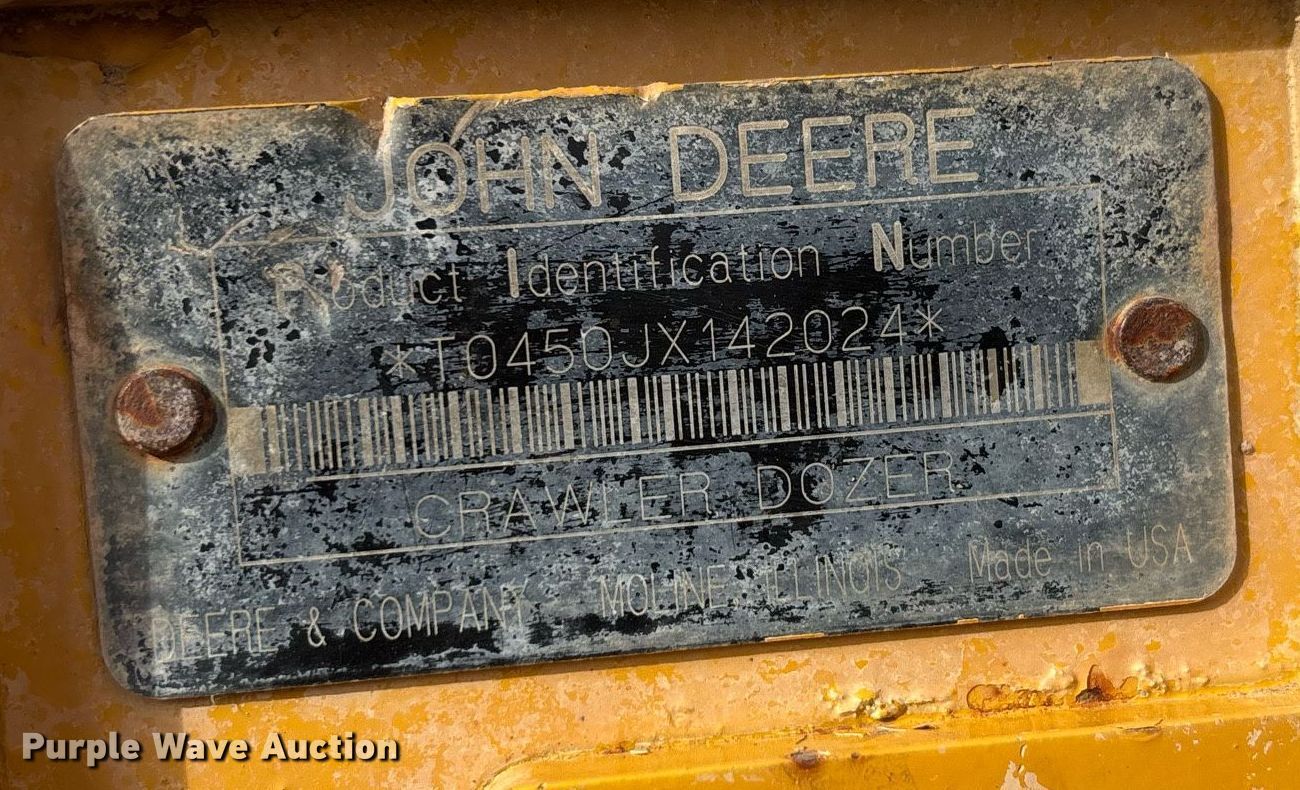 JOHN DEERE
Product Identification Number
*T0450JX142024*
CRAWLER DOZER
DEERE & COMPANY MOLINE, ILLINOIS Made in USA
Purple Wave Auction